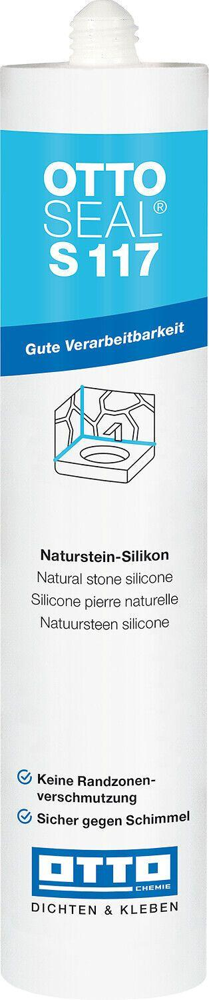 OTTO
SEAL®
S 117
Gute Verarbeitbarkeit
Naturstein-Silikon
Natural stone silicone
Silicone pierre naturelle
Natuursteen silicone
Keine Randzonen-
verschmutzung
Sicher gegen Schimmel
OTTO
CHEMIE
DICHTEN & KLEBEN